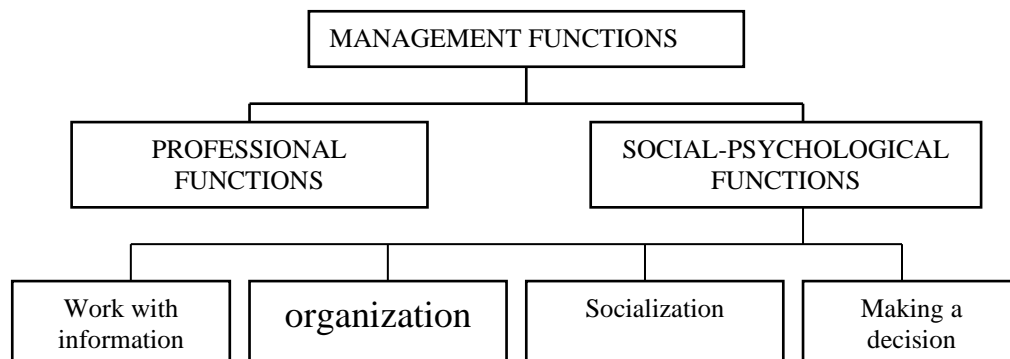 MANAGEMENT FUNCTIONS
PROFESSIONAL
FUNCTIONS
SOCIAL-PSYCHOLOGICAL
FUNCTIONS
Work with
information
organization
Socialization
Making a
decision